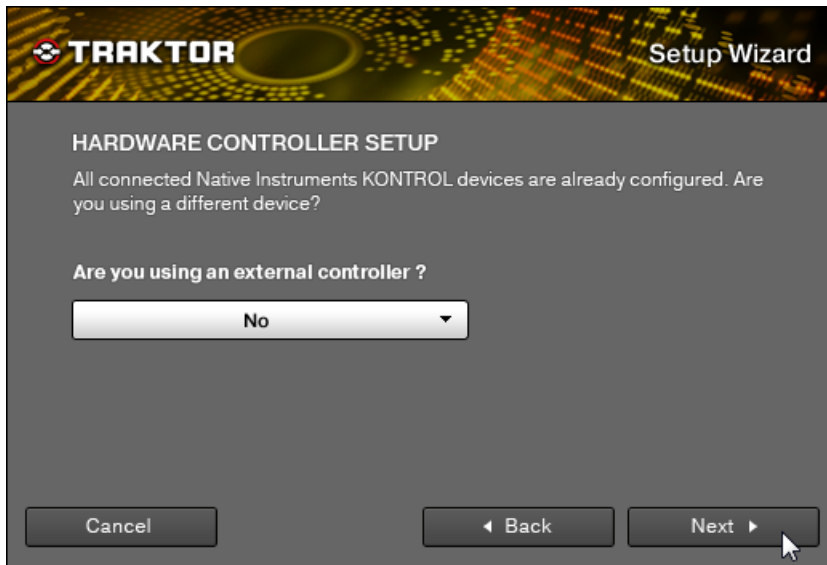 TRAKTOR
Setup Wizard
HARDWARE CONTROLLER SETUP
All connected Native Instruments KONTROL devices are already configured. Are
you using a different device?
Are you using an external controller ?
No
Cancel
Back
Next